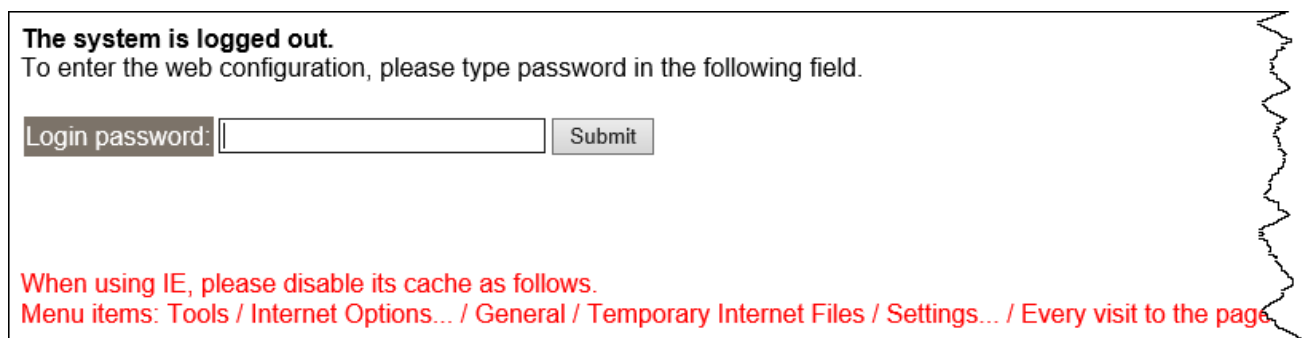 The system is logged out.
To enter the web configuration, please type password in the following field.
Login password: Submit
When using IE, please disable its cache as follows.
Menu items: Tools / Internet Options... / General / Temporary Internet Files / Settings... / Every visit to the page